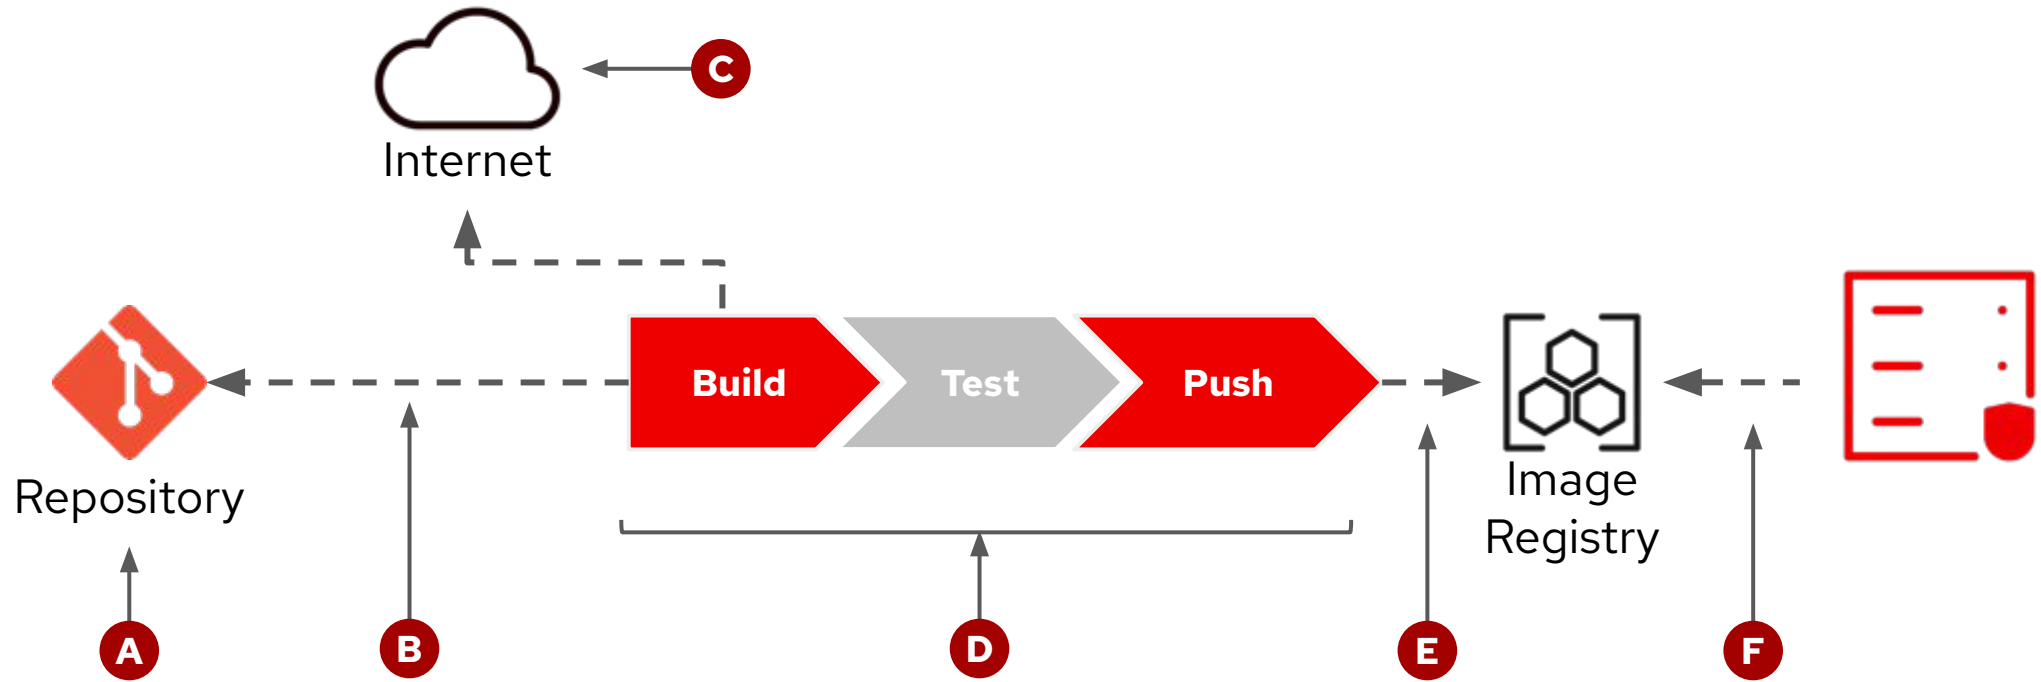 C
Internet
Build
Test
Push
Repository
Image
Registry
A
B
D
E
F